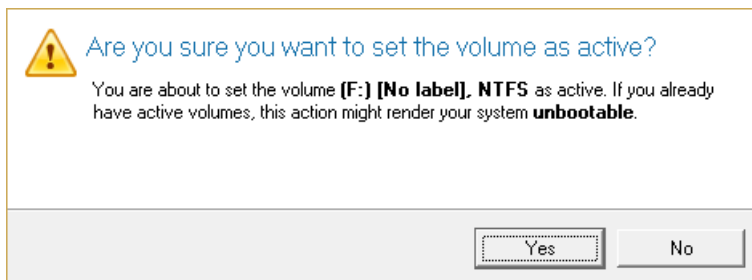 Are you sure you want to set the volume as active?
You are about to set the volume (F:) [No label], NTFS as active. If you already
have active volumes, this action might render your system unbootable.
Yes
No